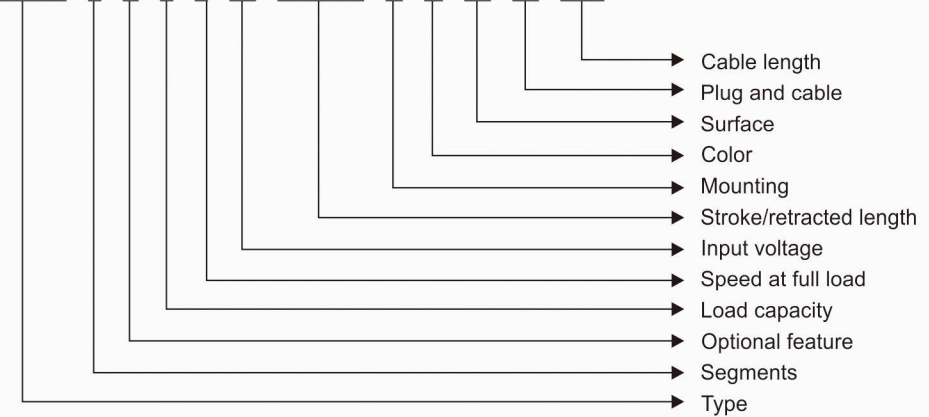 Cable length
Plug and cable
Surface
Color
Mounting
Stroke/retracted length
Input voltage
Speed at full load
Load capacity
Optional feature
Segments
Type